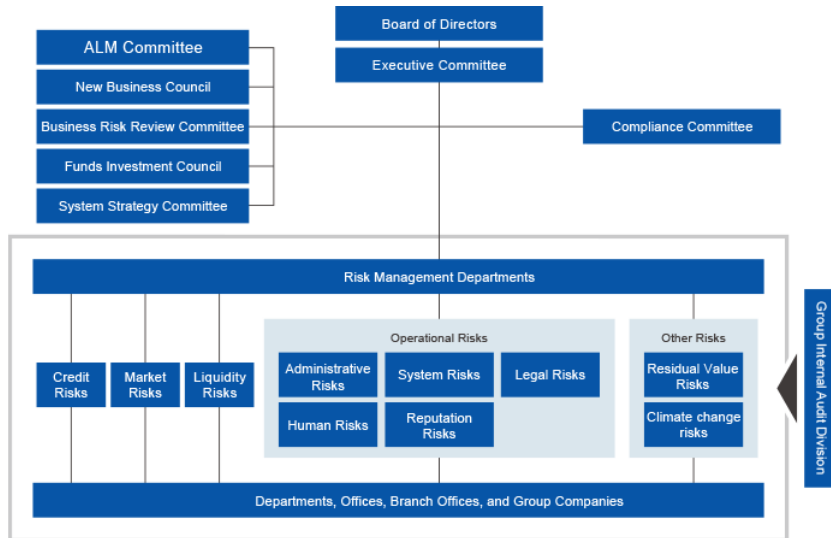 Board of Directors
Executive Committee
ALM Committee
New Business Council
Business Risk Review Committee
Funds Investment Council
System Strategy Committee
Compliance Committee
Risk Management Departments
Credit
Risks
Market
Risks
Liquidity
Risks
Operational Risks
Administrative
Risks
System Risks
Legal Risks
Human Risks
Reputation
Risks
Other Risks
Residual Value
Risks
Climate change
risks
Departments, Offices, Branch Offices, and Group Companies
Group Internal Audit Division